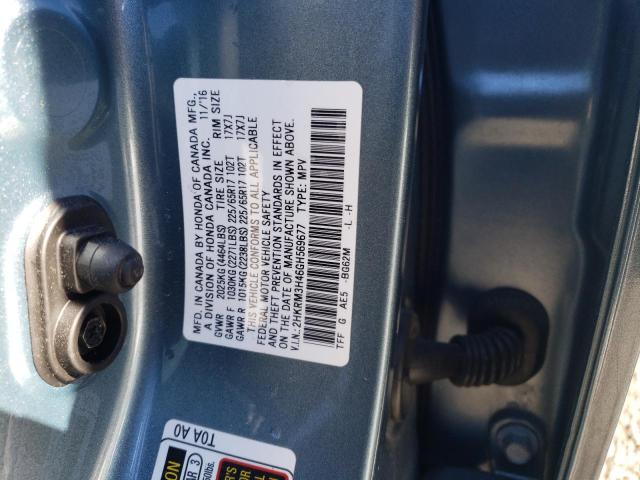 MFD. IN CANADA BY HONDA OF CANADA MFG.,
A DIVISION OF HONDA CANADA INC. 11/16
GVWR 2025KG(4464LBS) TIRE SIZE RIM SIZE
GAWR F 1030KG(2271LBS) 225/65R17 102T 17X7J
GAWR R 1015KG(2238LBS) 225/65R17 102T 17X7J
THIS VEHICLE CONFORMS TO ALL APPLICABLE
FEDERAL MOTOR VEHICLE SAFETY
AND THEFT PREVENTION STANDARDS IN EFFECT
ON THE DATE OF MANUFACTURE SHOWN ABOVE.
V.I.N.:2HKRM3H46GH569677 TYPE: MPV
TFF G AE5 -BG62M -L -H
T0A A0